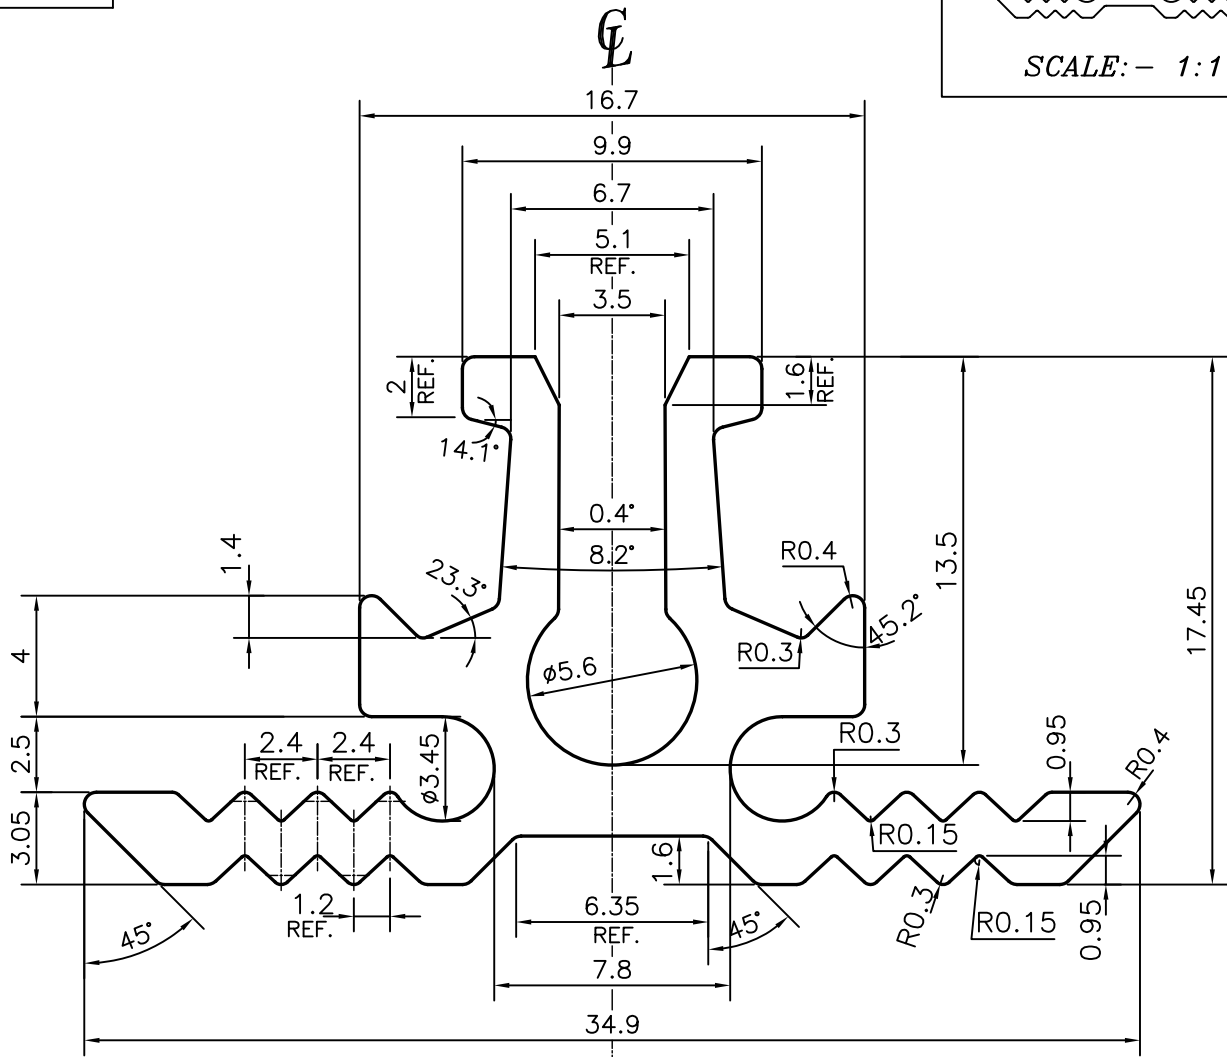 ℄
SCALE:- 1:1
16.7
9.9
6.7
5.1
REF.
3.5
2
REF.
1.6
REF.
14.1°
0.4°
8.2°
1.4
23.3°
R0.4
13.5
45.2°
17.45
4
R0.3
ø5.6
2.5
2.4
REF.
2.4
REF.
ø3.45
R0.3
0.95
R0.4
3.05
R0.15
1.6
1.2
REF.
6.35
REF.
45°
45°
R0.3
R0.15
0.95
7.8
34.9